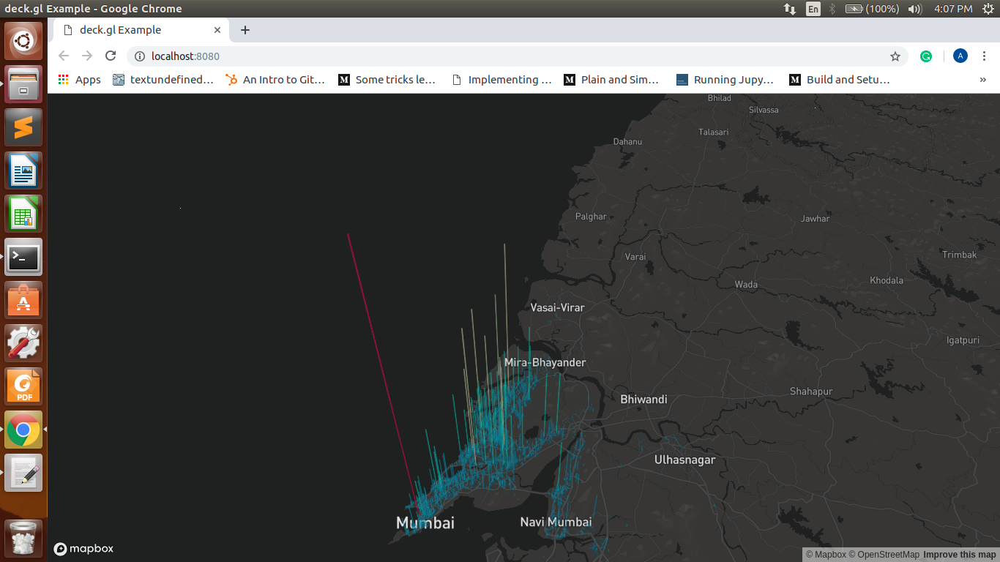 deck.gl Example - Google Chrome
En
(100%)
4:07 PM
deck.gl Example
localhost:8080
A
Apps
textundefined...
An Intro to Git...
M
Some tricks le...
Implementing ...
M
Plain and Sim...
Running Jupy...
M
Build and Setu...
»
Bhilad
Silvassa
Talasari
Dahanu
Palghar
Jawhar
Varai
Trimbak
Wada
Khodala
Vasai-Virar
Igatpuri
Mira-Bhayander
Shahapur
Bhiwandi
PDF
Ulhasnagar
Mumbai
Navi Mumbai
mapbox
© Mapbox © OpenStreetMap Improve this map